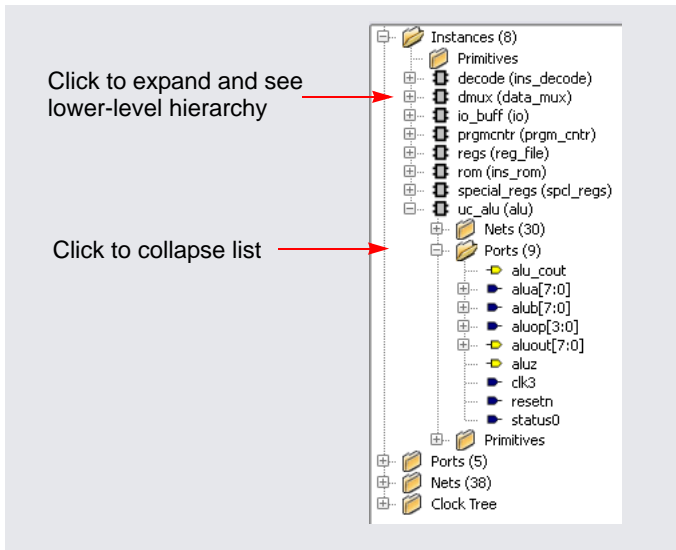 Instances (8)
Primitives
Click to expand and see
lower-level hierarchy
decode (ins_decode)
dmux (data_mux)
io_buff (io)
prgmcntr (prgm_cntr)
regs (reg_file)
rom (ins_rom)
special_regs (spcl_regs)
uc_alu (alu)
Nets (30)
Click to collapse list
Ports (9)
alu_cout
alua[7:0]
alub[7:0]
aluop[3:0]
aluout[7:0]
aluz
clk3
resetn
status0
Primitives
Ports (5)
Nets (38)
Clock Tree